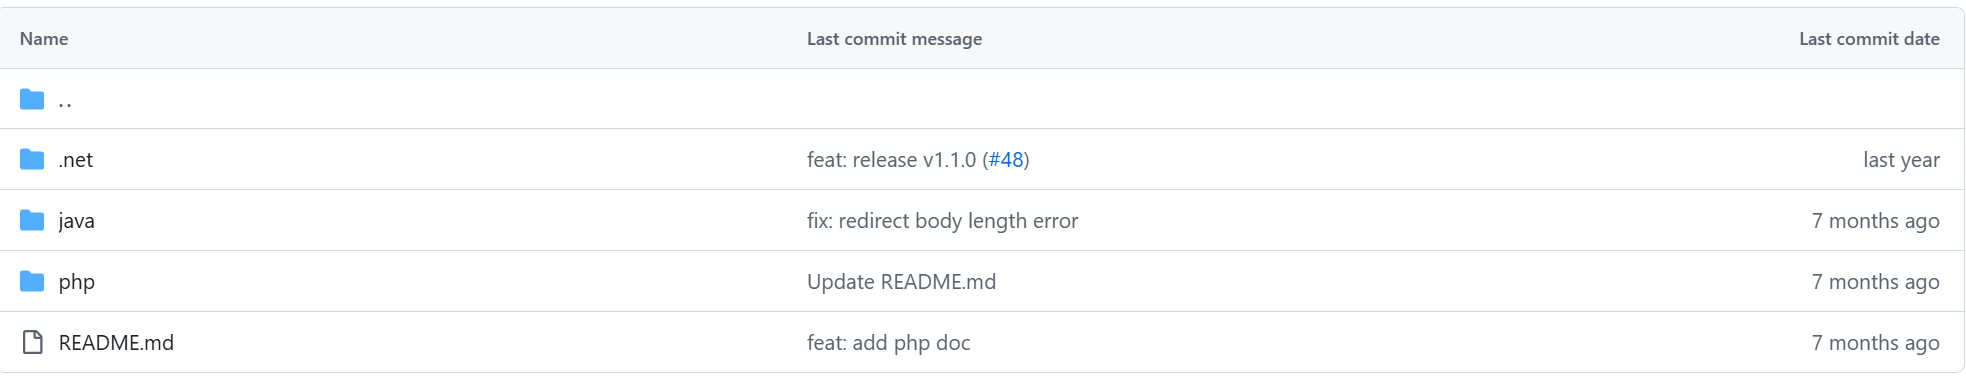 Name Last commit message Last commit date
..
.net feat: release v1.1.0 (#48) last year
java fix: redirect body length error 7 months ago
php Update README.md 7 months ago
README.md feat: add php doc 7 months ago